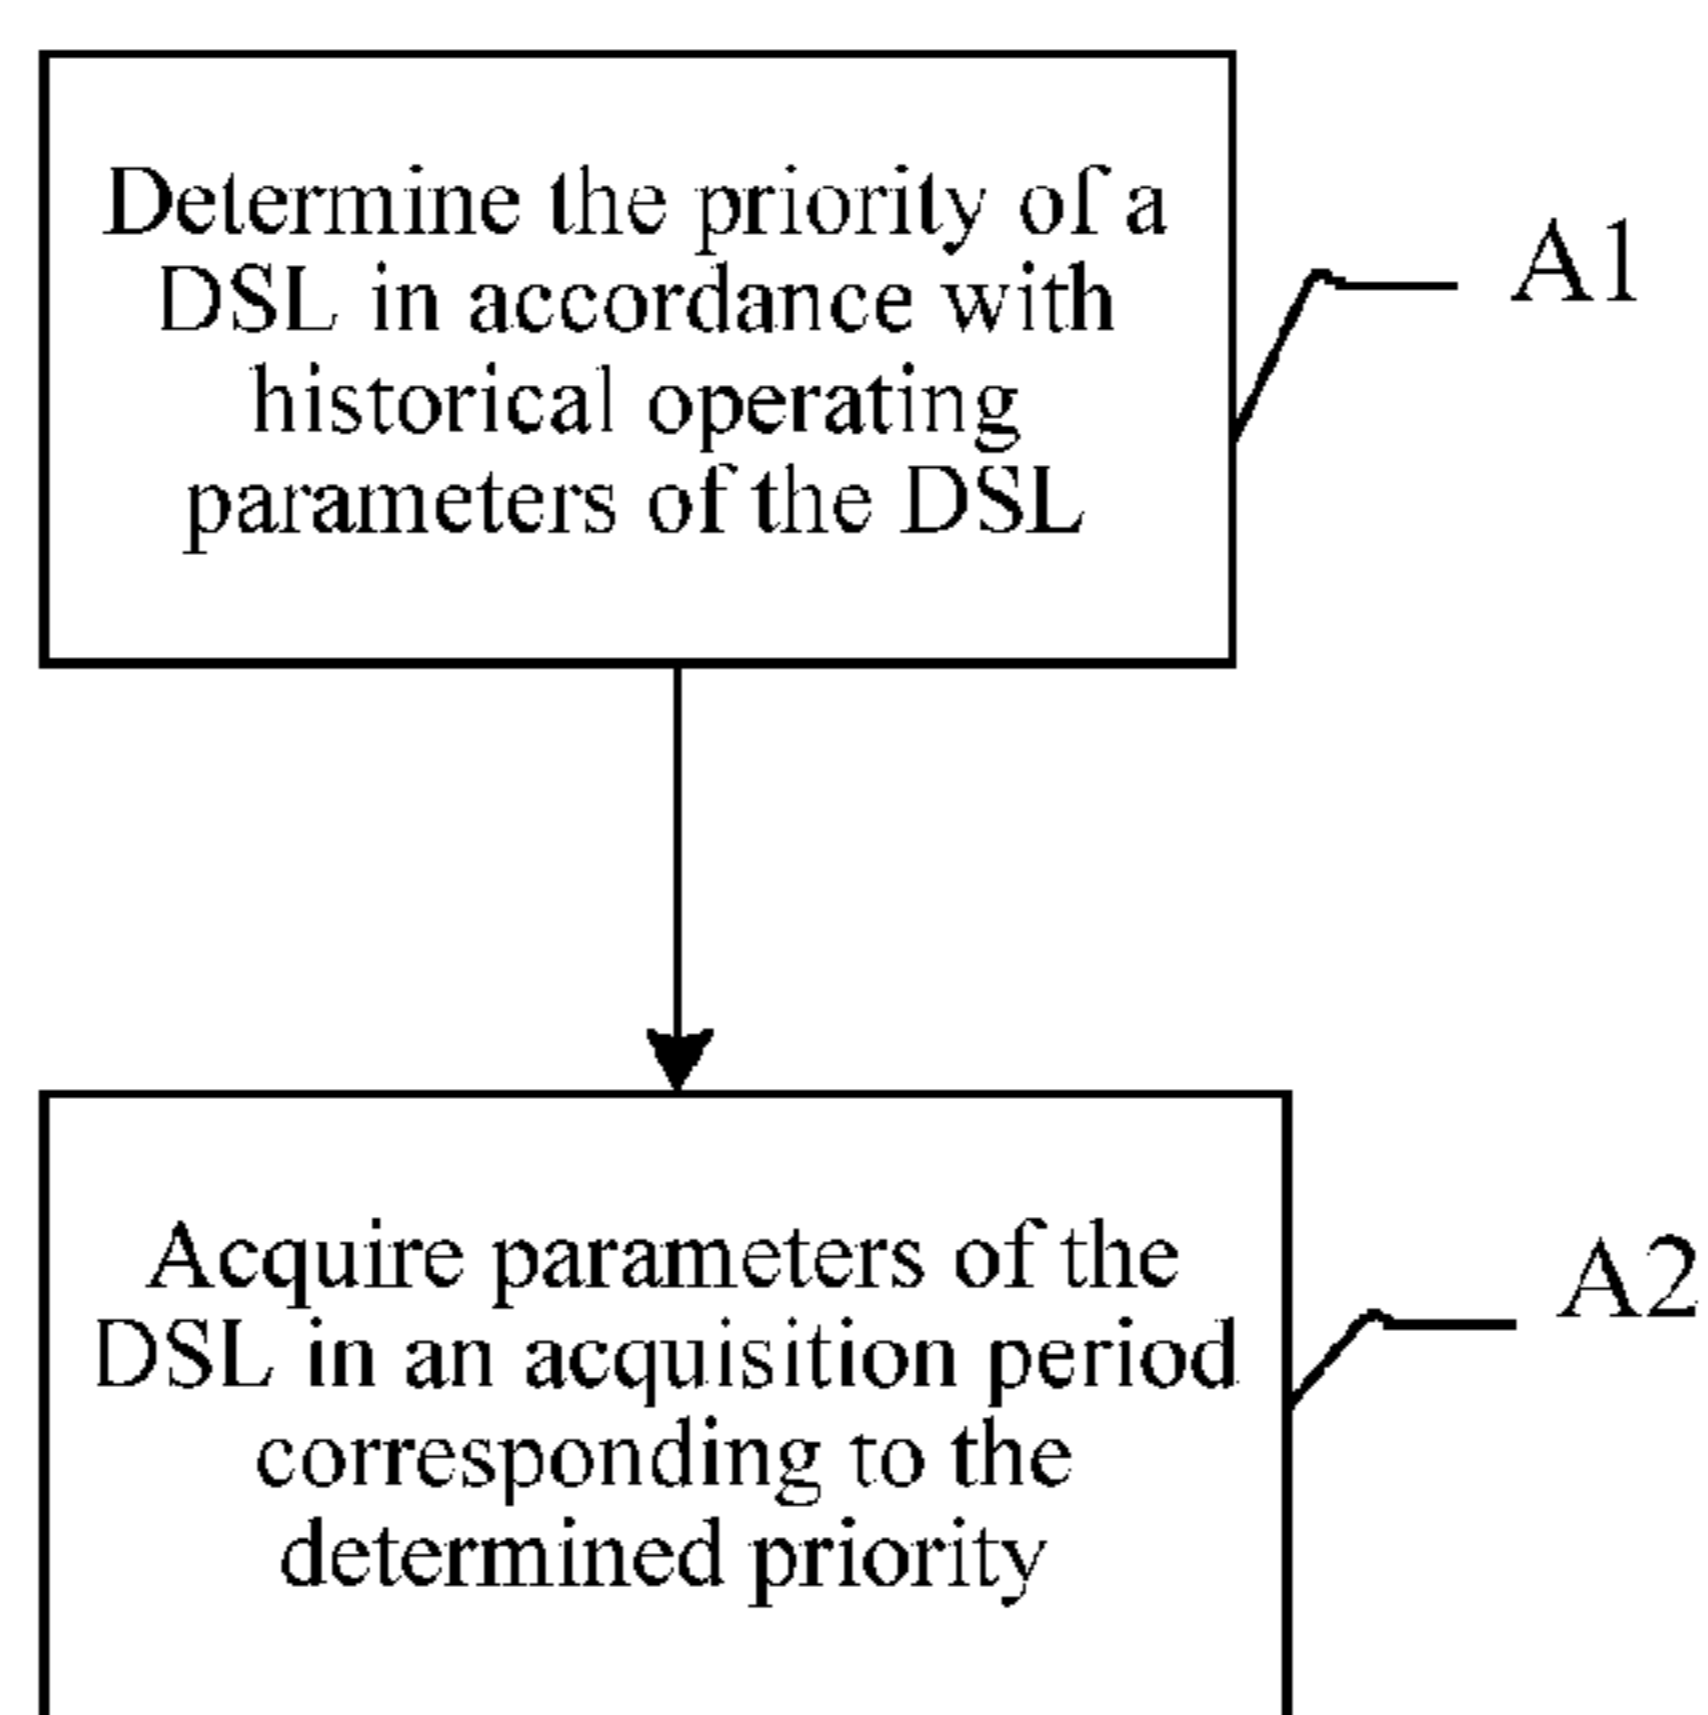 Determine the priority of a
DSL in accordance with
historical operating
parameters of the DSL
A1
Acquire parameters of the
DSL in an acquisition period
corresponding to the
determined priority
A2